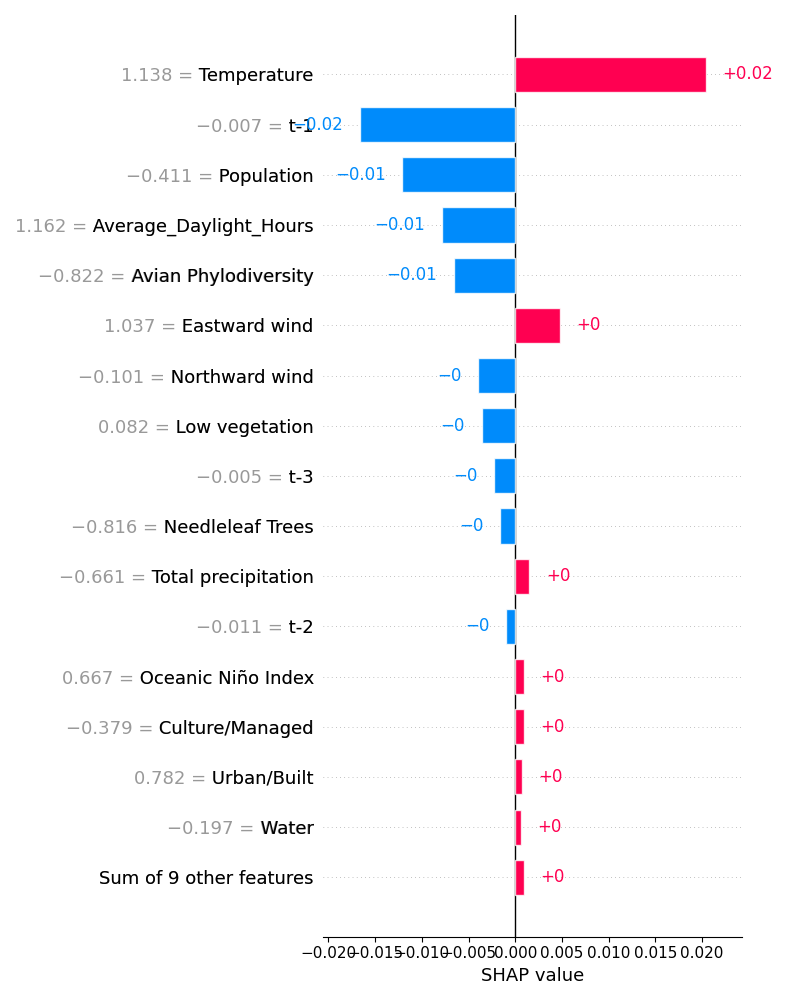 1.138 = Temperature +0.02
−0.007 = t-1 −0.02
−0.411 = Population −0.01
1.162 = Average_Daylight_Hours −0.01
−0.822 = Avian Phylodiversity −0.01
1.037 = Eastward wind +0
−0.101 = Northward wind −0
0.082 = Low vegetation −0
−0.005 = t-3 −0
−0.816 = Needleleaf Trees −0
−0.661 = Total precipitation +0
−0.011 = t-2 −0
0.667 = Oceanic Niño Index +0
−0.379 = Culture/Managed +0
0.782 = Urban/Built +0
−0.197 = Water +0
Sum of 9 other features +0
−0.020 −0.015 −0.010 −0.005 0.000 0.005 0.010 0.015 0.020
SHAP value